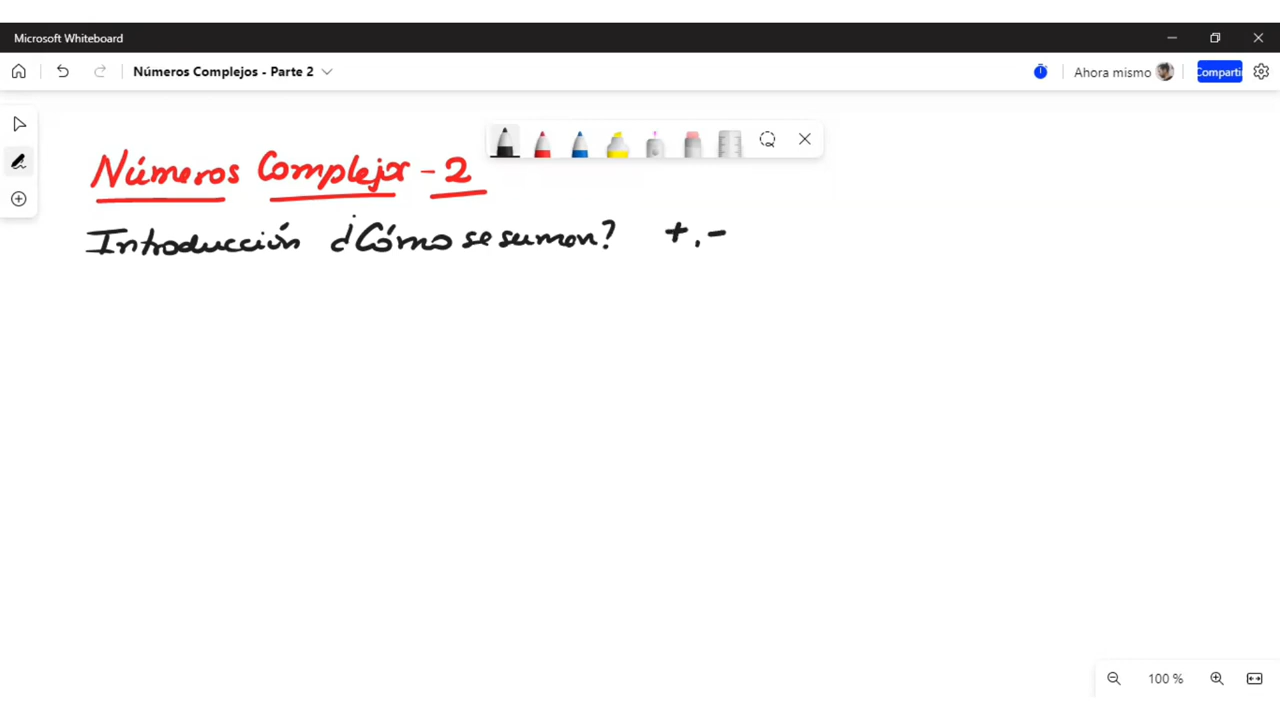 Microsoft Whiteboard
Números Complejos - Parte 2
Ahora mismo
Comparti
Números Complejos - 2
Introducción ¿Cómo se suman? +, -
100 %